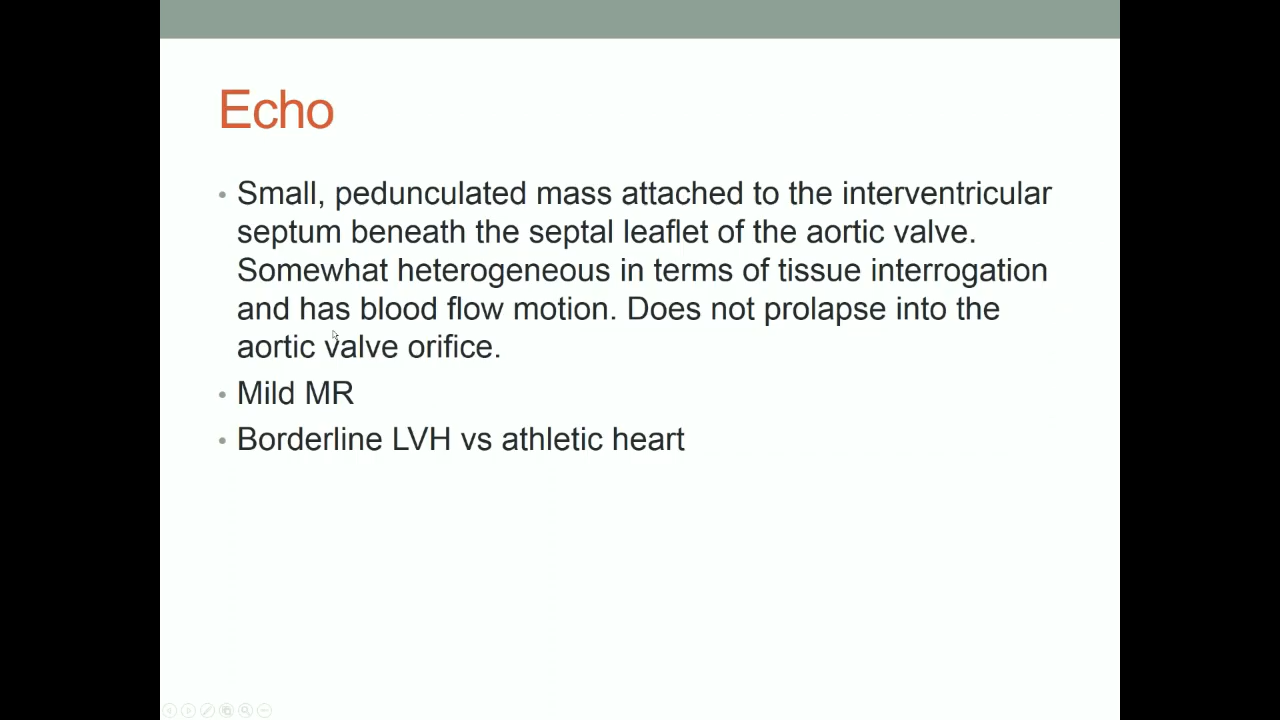 Echo
• Small, pedunculated mass attached to the interventricular
septum beneath the septal leaflet of the aortic valve.
Somewhat heterogeneous in terms of tissue interrogation
and has blood flow motion. Does not prolapse into the
aortic valve orifice.
• Mild MR
• Borderline LVH vs athletic heart